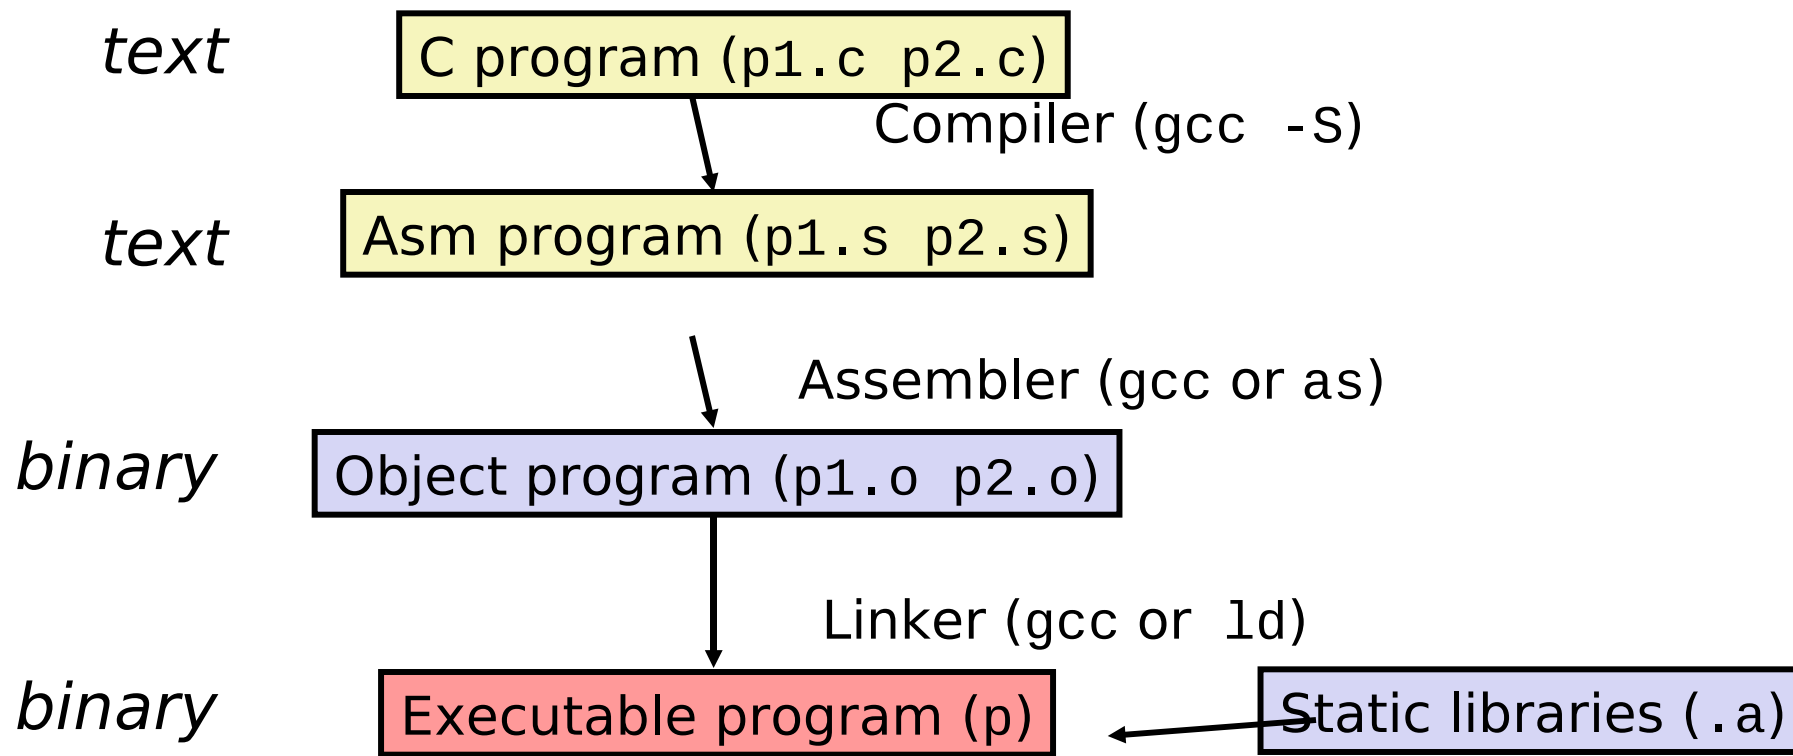 text
C program (p1.c p2.c)
Compiler (gcc -S)
text
Asm program (p1.s p2.s)
Assembler (gcc or as)
binary
Object program (p1.o p2.o)
Linker (gcc or ld)
binary
Executable program (p)
Static libraries (.a)